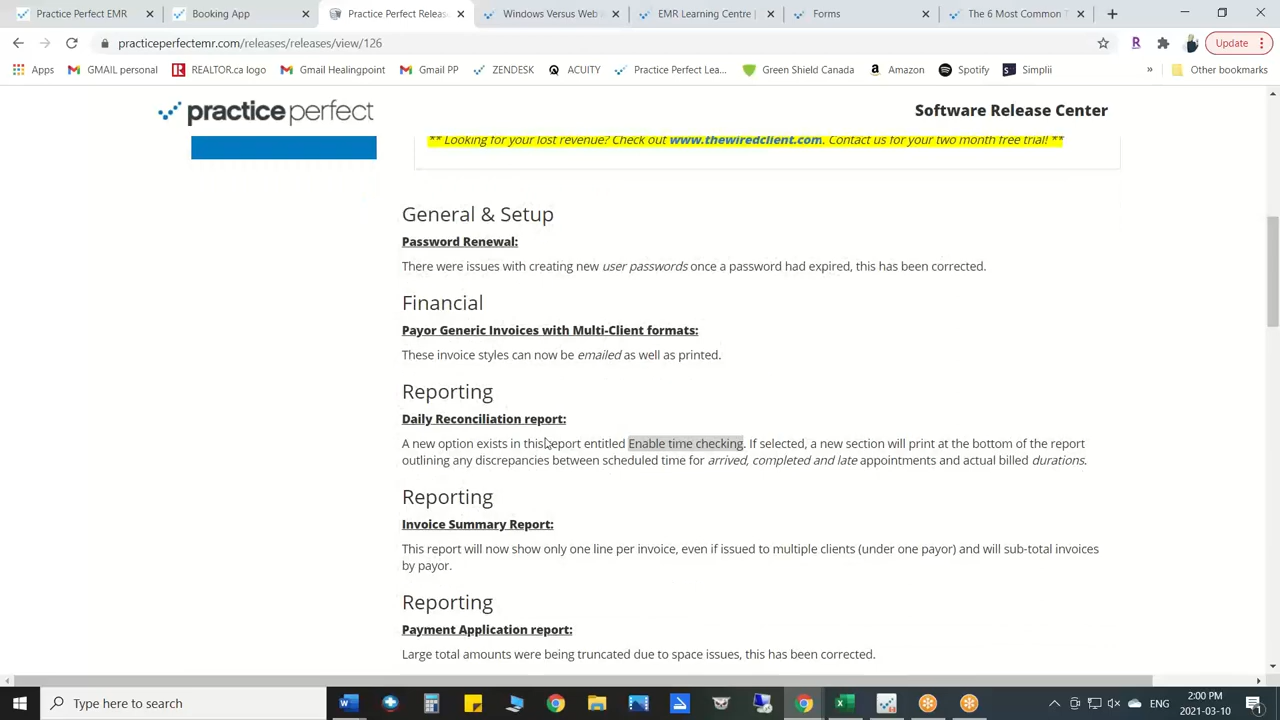 Practice Perfect EMR
Booking App
Practice Perfect Releas
Windows Versus Web B
EMR Learning Centre |
Forms
The 6 Most Common T
practiceperfectemr.com/releases/releases/view/126
Update
Apps
GMAIL personal
REALTOR.ca logo
Gmail Healingpoint
Gmail PP
ZENDESK
ACUITY
Practice Perfect Lea...
Green Shield Canada
Amazon
Spotify
Simplii
»
Other bookmarks
practice perfect
Software Release Center
** Looking for your lost revenue? Check out www.thewiredclient.com. Contact us for your two month free trial! **
General & Setup
Password Renewal:
There were issues with creating new user passwords once a password had expired, this has been corrected.
Financial
Payor Generic Invoices with Multi-Client formats:
These invoice styles can now be emailed as well as printed.
Reporting
Daily Reconciliation report:
A new option exists in this report entitled Enable time checking. If selected, a new section will print at the bottom of the report
outlining any discrepancies between scheduled time for arrived, completed and late appointments and actual billed durations.
Reporting
Invoice Summary Report:
This report will now show only one line per invoice, even if issued to multiple clients (under one payor) and will sub-total invoices
by payor.
Reporting
Payment Application report:
Large total amounts were being truncated due to space issues, this has been corrected.
Type here to search
ENG
2:00 PM
2021-03-10